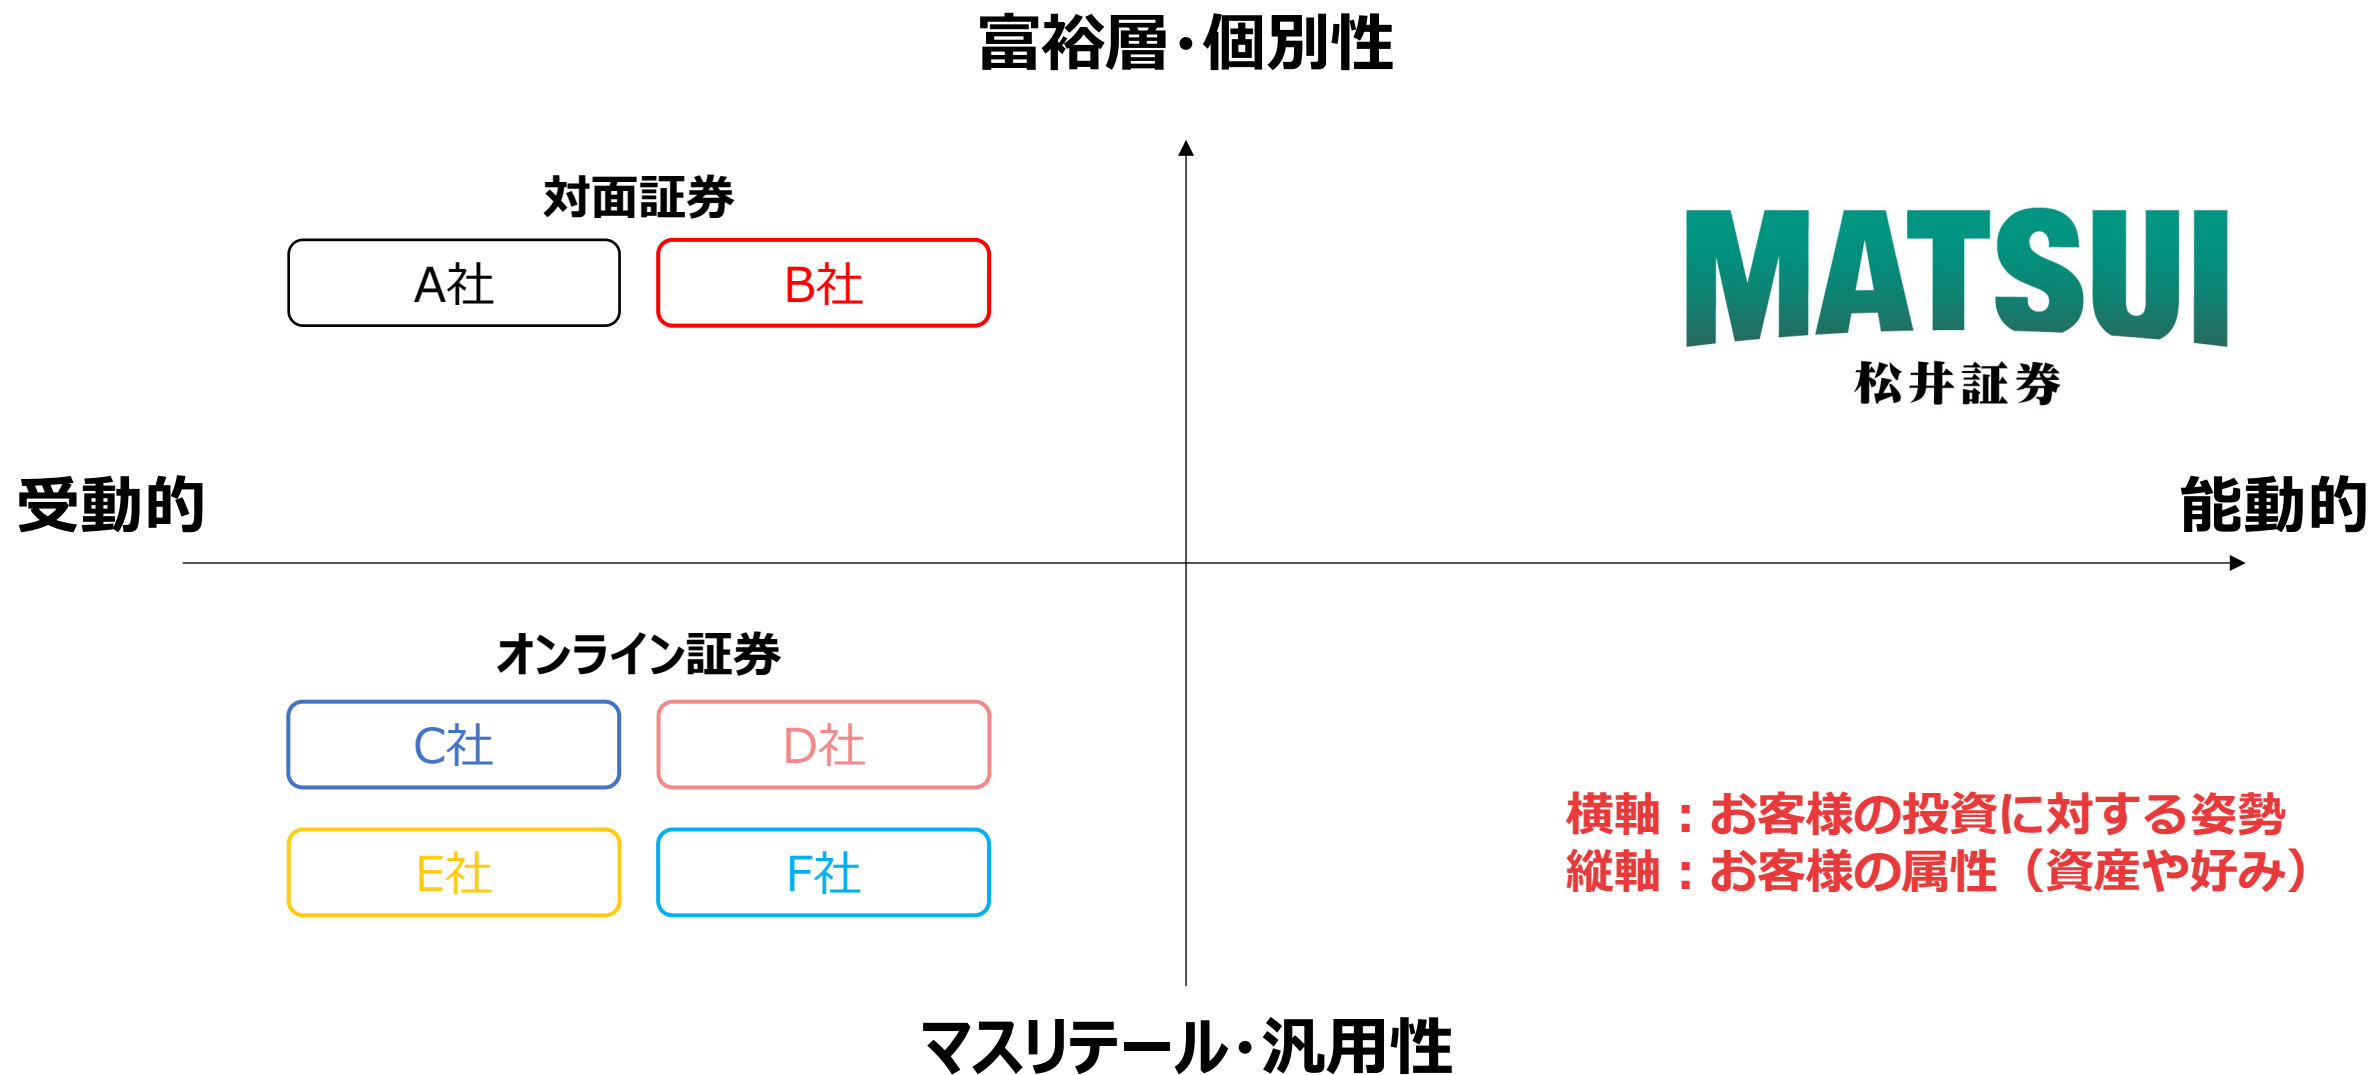 富裕層・個別性
対面証券
A社
B社
MATSUI
松井証券
受動的
能動的
オンライン証券
C社
D社
E社
F社
横軸：お客様の投資に対する姿勢
縦軸：お客様の属性（資産や好み）
マスリテール・汎用性